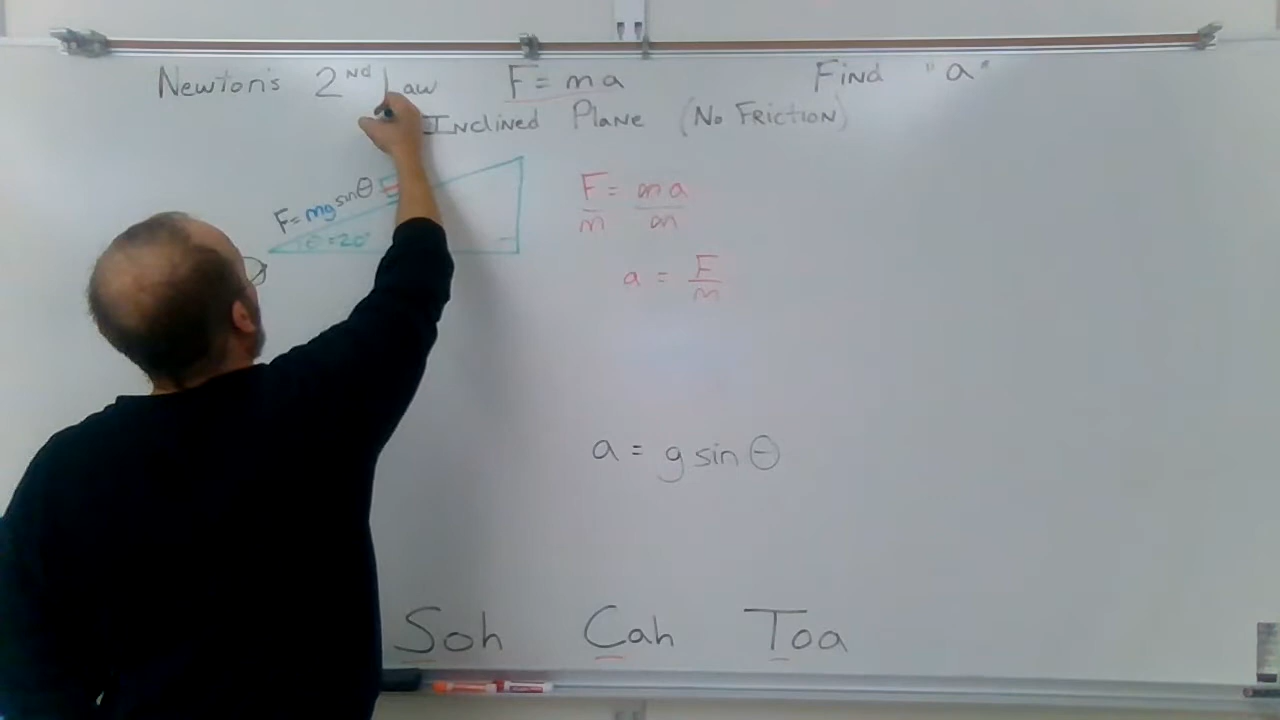 Newton's 2ND Law F = ma Find "a"
Inclined Plane (No Friction)
F=mg sinθ
θ=20°
F = ma
m m
a = F
m
a = g sin θ
Soh Cah Toa